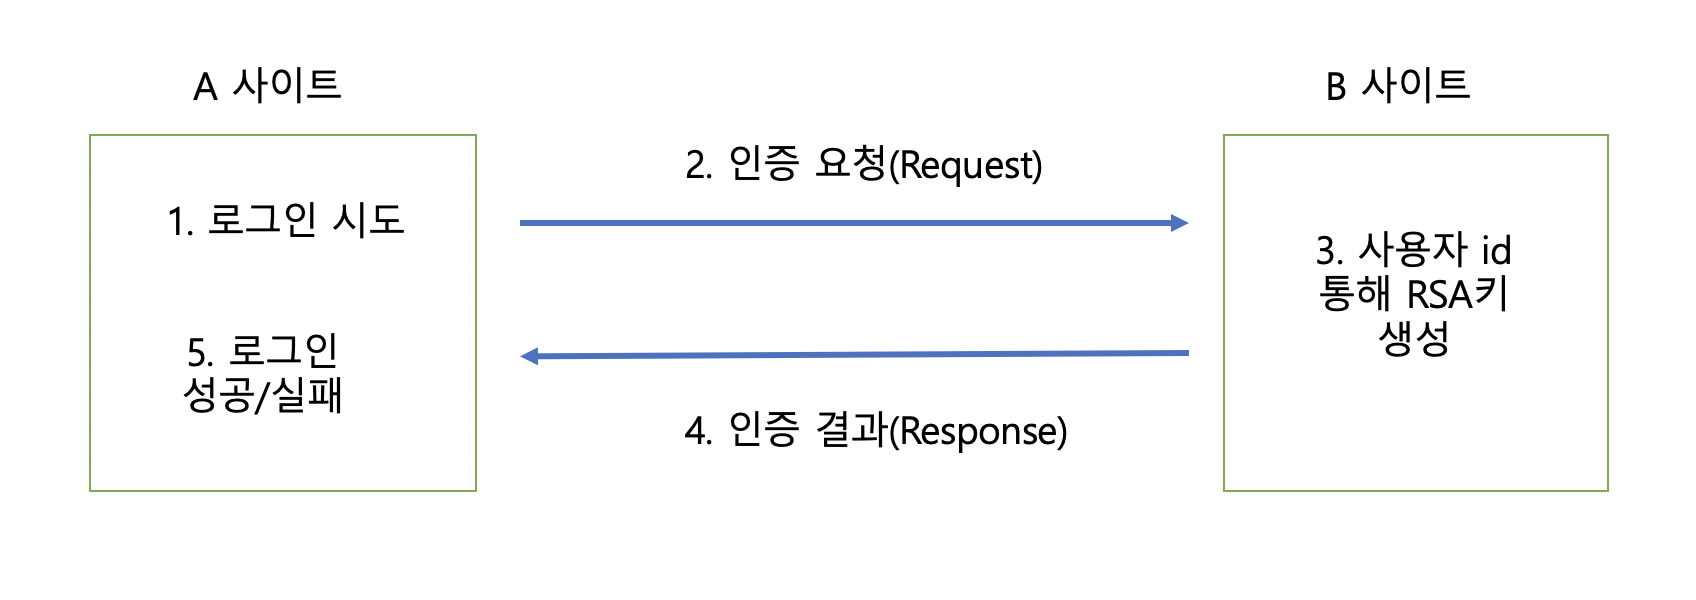 A 사이트
B 사이트
1. 로그인 시도
5. 로그인
성공/실패
2. 인증 요청(Request)
4. 인증 결과(Response)
3. 사용자 id
통해 RSA키
생성